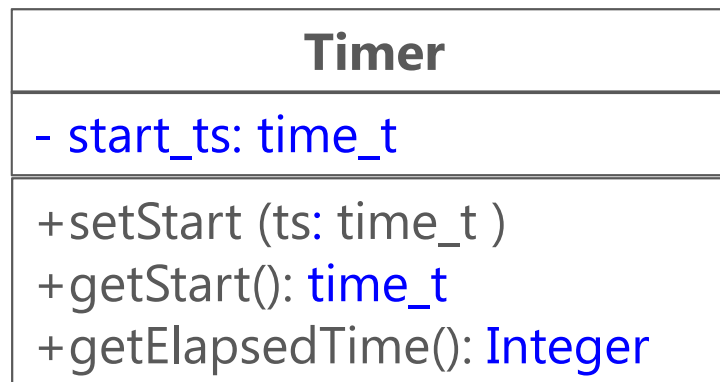 Timer
- start_ts: time_t
+setStart (ts: time_t )
+getStart(): time_t
+getElapsedTime(): Integer